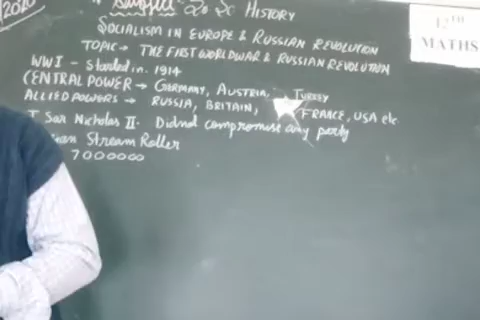 2020
HISTORY
SOCIALISM IN EUROPE & RUSSIAN REVOLUTION
TOPIC → THE FIRST WORLD WAR & RUSSIAN REVOLUTION
WWI - started in 1914
CENTRAL POWER → GERMANY, AUSTRIA, TURKEY
ALLIED POWERS → RUSSIA, BRITAIN, FRANCE, USA etc
T Sar Nicholas II. Did not compromise any party
Stream Roller
7000000
12TH
MATHS